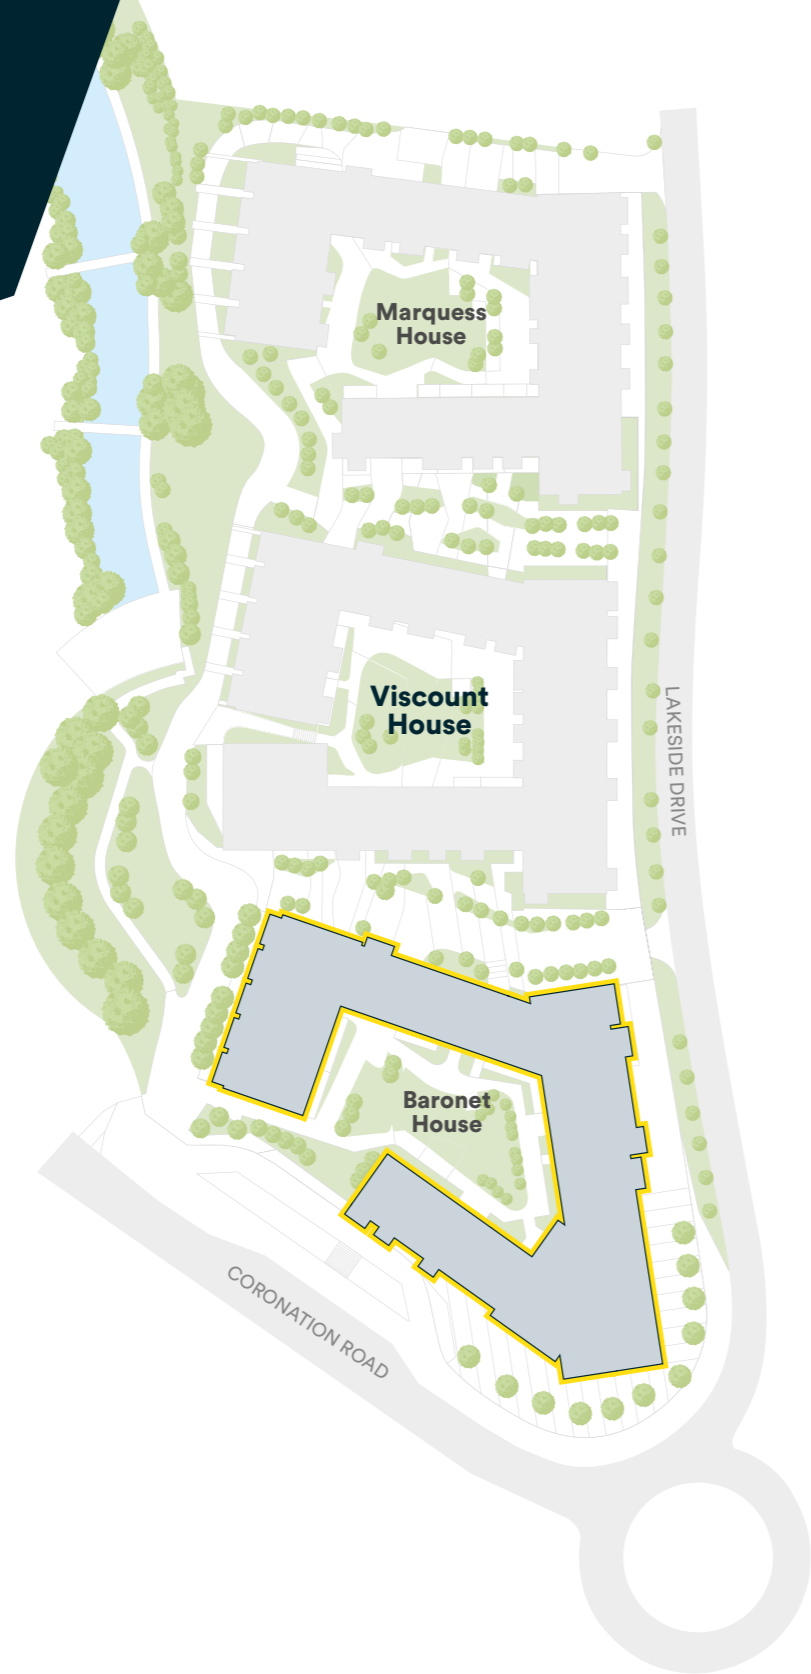 Marquess
House
Viscount
House
LAKESIDE DRIVE
Baronet
House
CORONATION ROAD